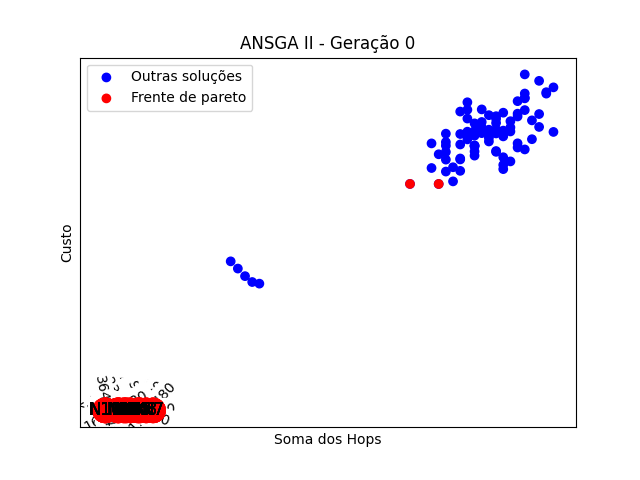 ANSGA II - Geração 0
Outras soluções
Frente de pareto
Custo
Soma dos Hops